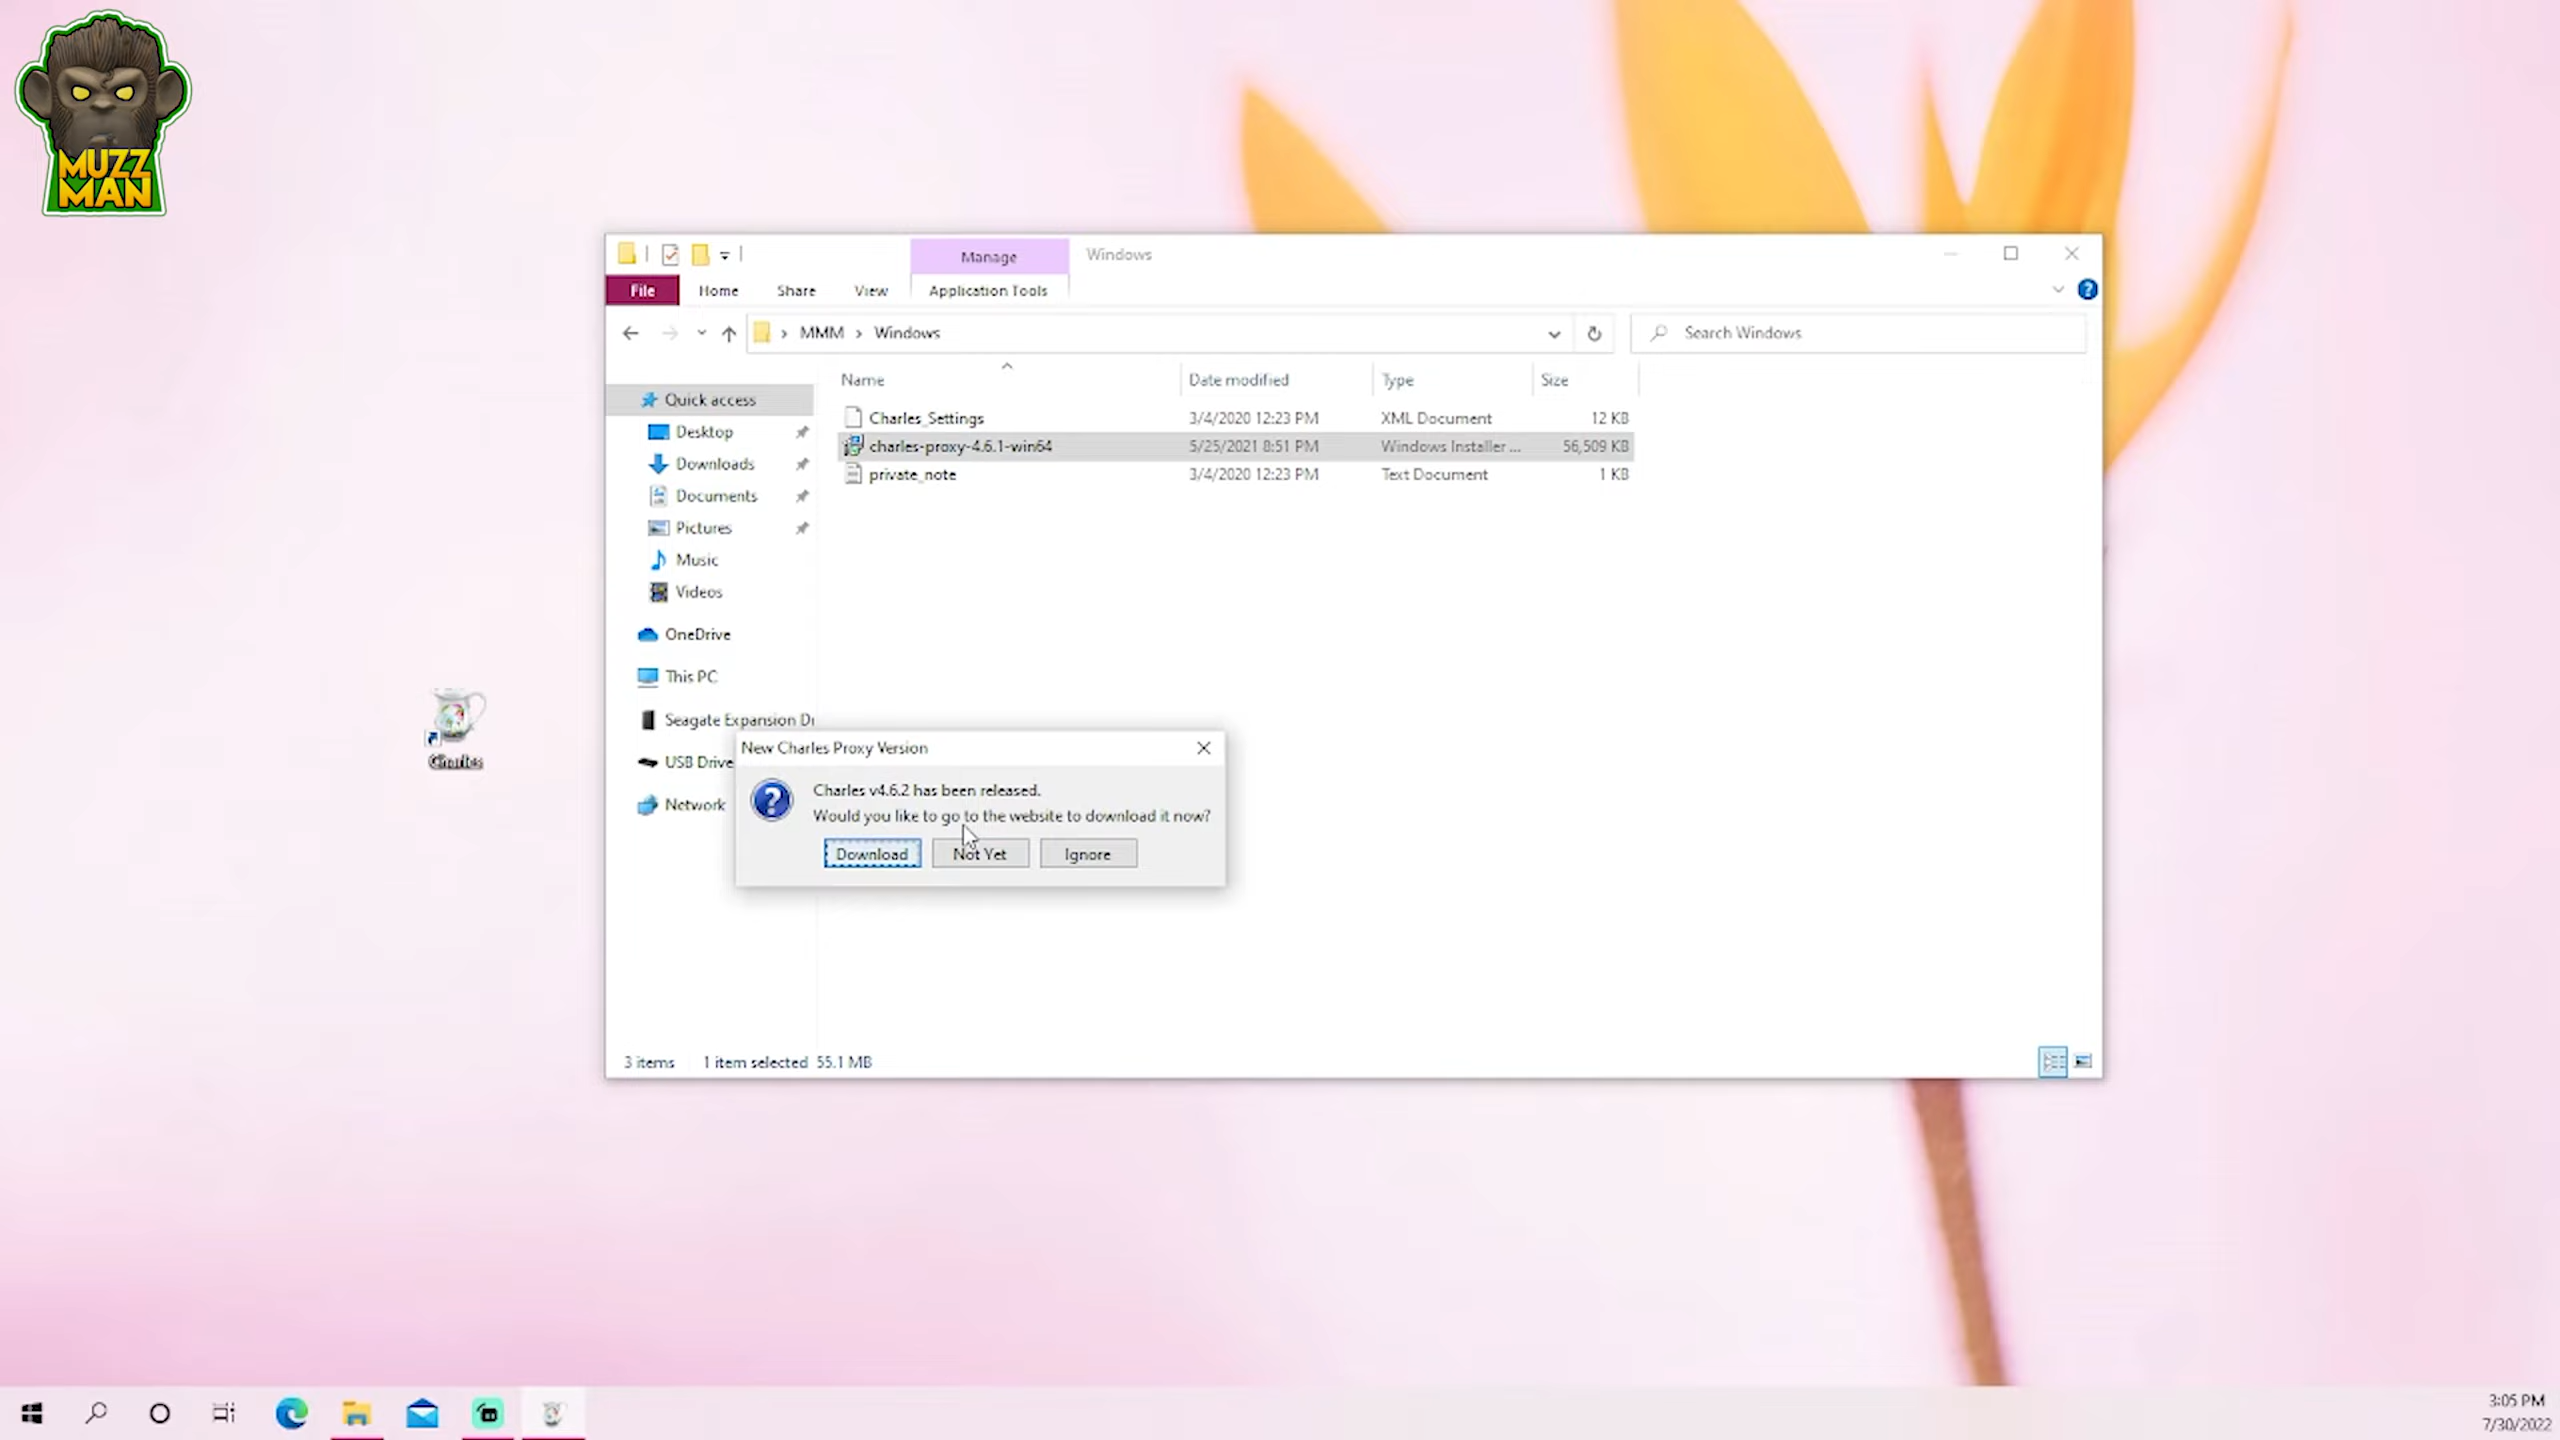 MUZZ
MAN
Manage
Windows
File
Home
Share
View
Application Tools
MMM
Windows
Search Windows
Name
Date modified
Type
Size
Charles_Settings
3/4/2020 12:23 PM
XML Document
12 KB
charles-proxy-4.6.1-win64
5/25/2021 8:51 PM
Windows Installer ...
56,509 KB
private_note
3/4/2020 12:23 PM
Text Document
1 KB
Quick access
Desktop
Downloads
Documents
Pictures
Music
Videos
OneDrive
This PC
Seagate Expansion Dr
USB Drive
Network
Charles
New Charles Proxy Version
Charles v4.6.2 has been released.
Would you like to go to the website to download it now?
Download
Not Yet
Ignore
3 items
1 item selected 55.1 MB
3:05 PM
7/30/2022